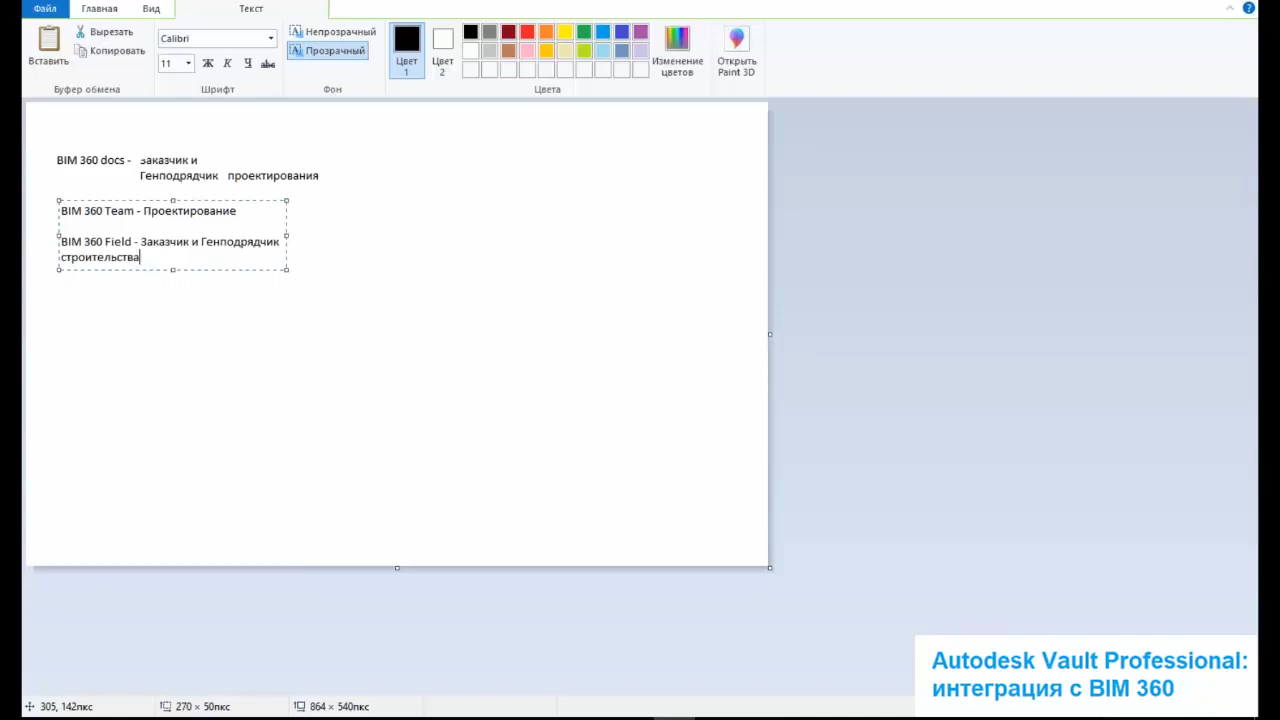 Файл Главная Вид Текст
Вставить
Вырезать
Копировать
Буфер обмена
Calibri
11 Ж К Ч abc
Шрифт
Непрозрачный
Прозрачный
Фон
Цвет 1
Цвет 2
Изменение цветов
Цвета
Открыть Paint 3D
BIM 360 docs - Заказчик и
Генподрядчик проектирования
BIM 360 Team - Проектирование
BIM 360 Field - Заказчик и Генподрядчик
строительства
Autodesk Vault Professional:
интеграция с BIM 360
305, 142пкс 270 × 50пкс 864 × 540пкс